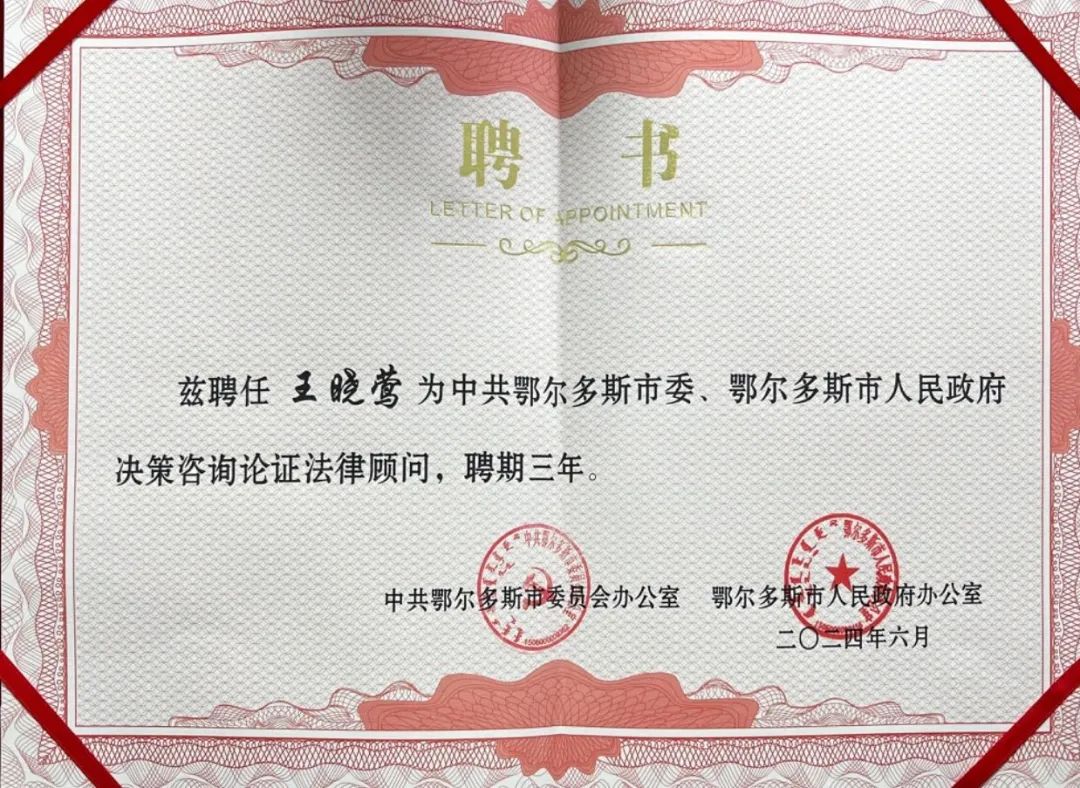 聘书
LETTER OF APPOINTMENT
兹聘任 王晓莺 为中共鄂尔多斯市委、鄂尔多斯市人民政府
决策咨询论证法律顾问，聘期三年。
中共鄂尔多斯市委员会办公室 鄂尔多斯市人民政府办公室
二〇二四年六月